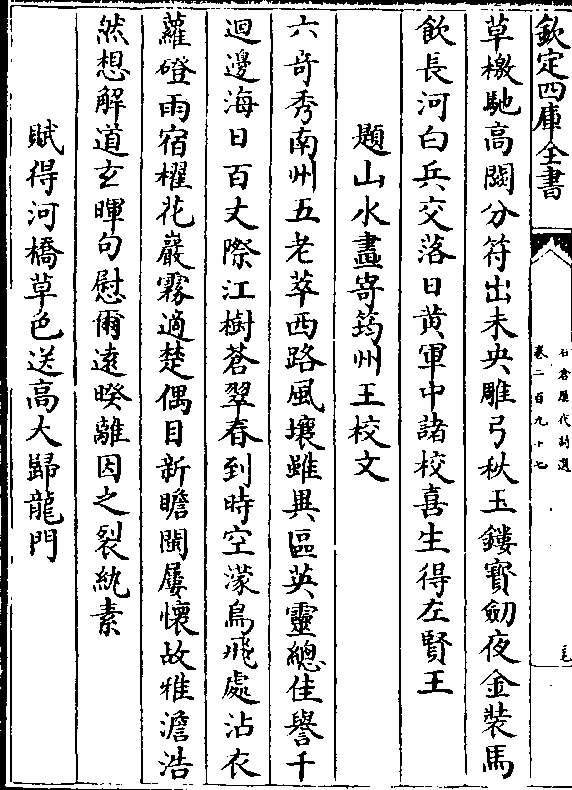 欽定四庫全書
石倉歷代詩選
卷二百九十七
草檄馳高闕分符出未央雕弓秋玉鏤寶劒夜金裝馬
飲長河白兵交落日黄軍中諸校喜生得左賢王
題山水畫寄筠州王校文
六奇秀南州五老萃西路風壤雖異區英靈總佳譽千
迴邊海日百丈際江樹蒼翠春到時空濛鳥飛處沾衣
蘿磴雨宿櫂花巖霧適楚偶目新瞻閩屢懷故雅澹浩
然想解道玄暉句慰爾遠暌離因之裂紈素
賦得河橋草色送高大歸龍門